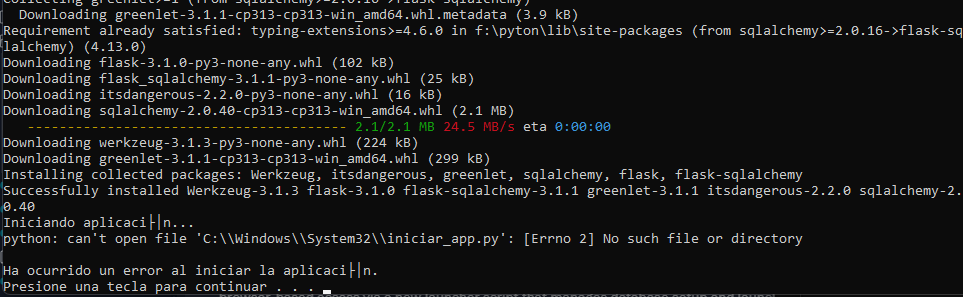 Collecting greenlet>=1 (from sqlalchemy>=2.0.16->flask-sqlalchemy)
  Downloading greenlet-3.1.1-cp313-cp313-win_amd64.whl.metadata (3.9 kB)
Requirement already satisfied: typing-extensions>=4.6.0 in f:\pyton\lib\site-packages (from sqlalchemy>=2.0.16->flask-sq
lalchemy) (4.13.0)
Downloading flask-3.1.0-py3-none-any.whl (102 kB)
Downloading flask_sqlalchemy-3.1.1-py3-none-any.whl (25 kB)
Downloading itsdangerous-2.2.0-py3-none-any.whl (16 kB)
Downloading sqlalchemy-2.0.40-cp313-cp313-win_amd64.whl (2.1 MB)
   ---------------------------------------- 2.1/2.1 MB 24.5 MB/s eta 0:00:00
Downloading werkzeug-3.1.3-py3-none-any.whl (224 kB)
Downloading greenlet-3.1.1-cp313-cp313-win_amd64.whl (299 kB)
Installing collected packages: Werkzeug, itsdangerous, greenlet, sqlalchemy, flask, flask-sqlalchemy
Successfully installed Werkzeug-3.1.3 flask-3.1.0 flask-sqlalchemy-3.1.1 greenlet-3.1.1 itsdangerous-2.2.0 sqlalchemy-2.
0.40
Iniciando aplicaci├│n...
python: can't open file 'C:\\Windows\\System32\\iniciar_app.py': [Errno 2] No such file or directory
Ha ocurrido un error al iniciar la aplicaci├│n.
Presione una tecla para continuar . . .